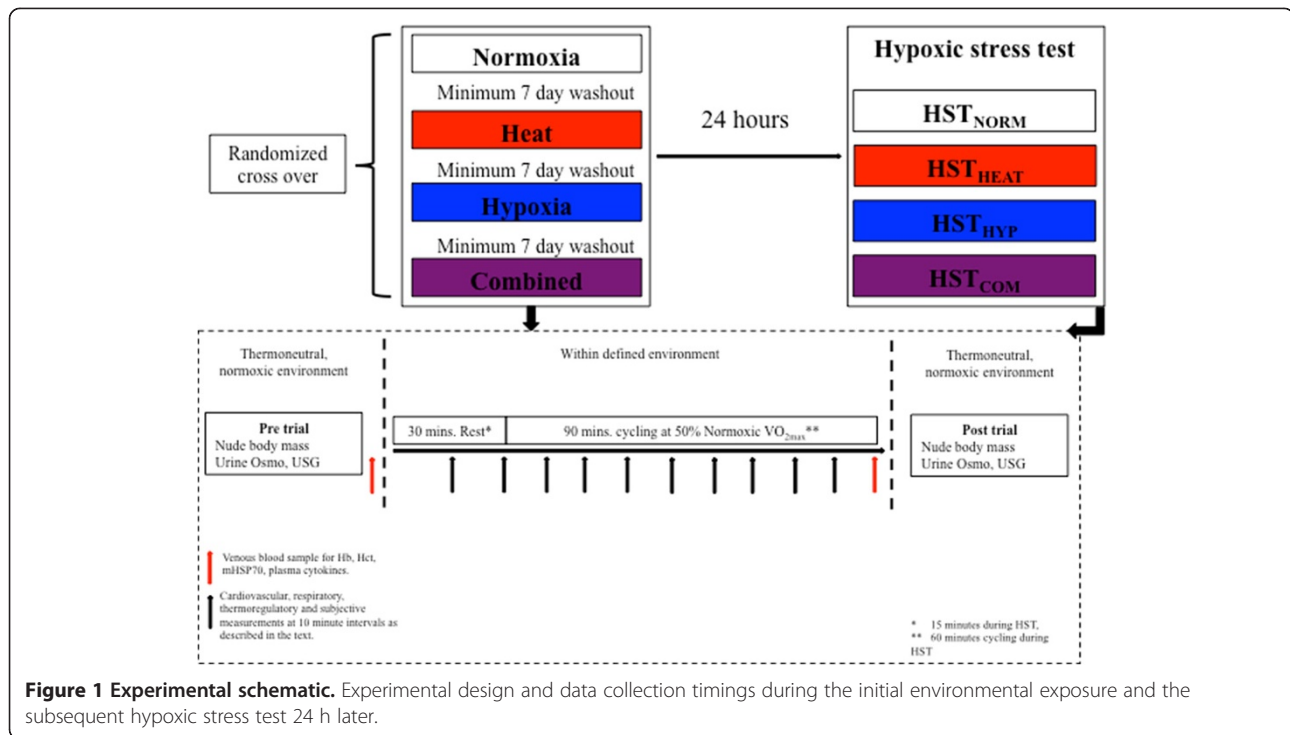 Normoxia
Minimum 7 day washout
Heat
Minimum 7 day washout
Hypoxia
Minimum 7 day washout
Combined
Randomized
cross over
24 hours
Hypoxic stress test
HST_NORM
HST_HEAT
HST_HYP
HST_COM
Thermoneutral,
normoxic environment
Within defined environment
Thermoneutral,
normoxic environment
Pre trial
Nude body mass
Urine Osmo, USG
30 mins. Rest*
90 mins. cycling at 50% Normoxic VO2max**
Post trial
Nude body mass
Urine Osmo, USG
Venous blood sample for Hb, Hct,
mHSP70, plasma cytokines.
Cardiovascular, respiratory,
thermoregulatory and subjective
measurements at 10 minute intervals as
described in the text.
* 15 minutes during HST,
** 60 minutes cycling during
HST
Figure 1 Experimental schematic. Experimental design and data collection timings during the initial environmental exposure and the
subsequent hypoxic stress test 24 h later.